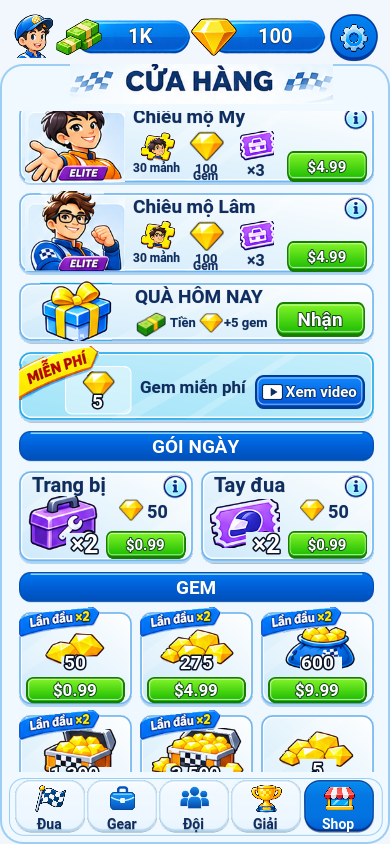 1K
100
CỬA HÀNG
Chiêu mộ My
ELITE
30 mảnh
100
Gem
×3
$4.99
Chiêu mộ Lâm
ELITE
30 mảnh
100
Gem
×3
$4.99
QUÀ HÔM NAY
Tiền
+5 gem
Nhận
MIỄN PHÍ
5
Gem miễn phí
Xem video
GÓI NGÀY
Trang bị
×2
50
$0.99
Tay đua
×2
50
$0.99
GEM
Lần đầu ×2
50
$0.99
Lần đầu ×2
275
$4.99
Lần đầu ×2
600
$9.99
Lần đầu ×2
Lần đầu ×2
5
Đua
Gear
Đội
Giải
Shop